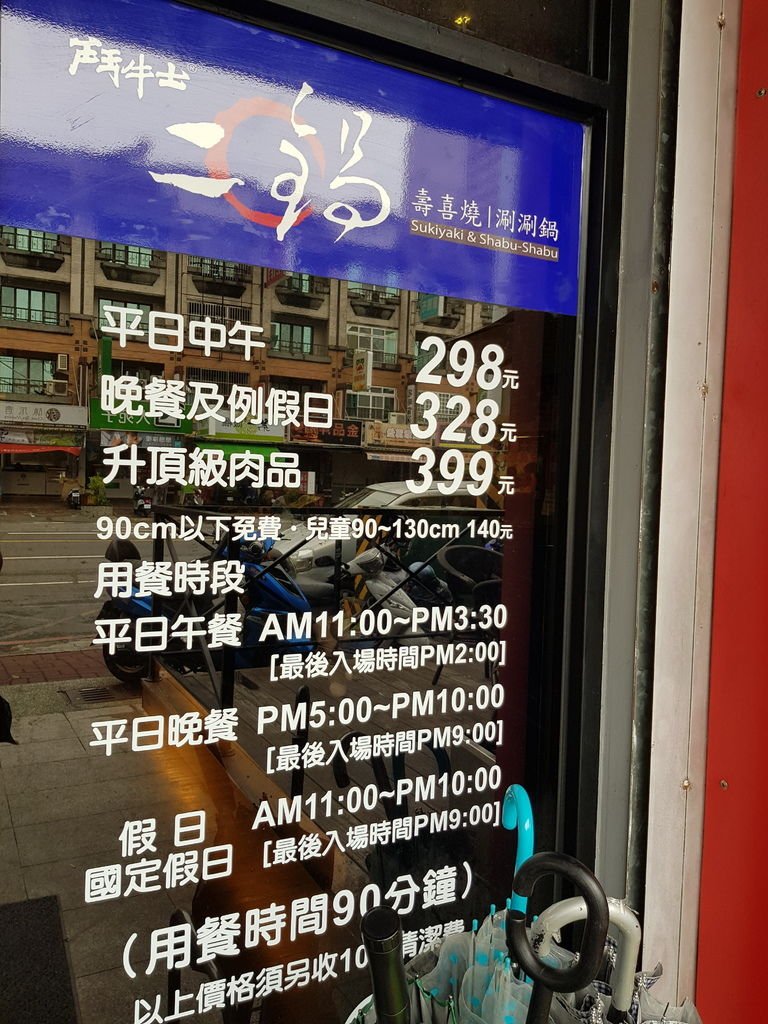 鬥牛士®
二鍋
壽喜燒|涮涮鍋
Sukiyaki & Shabu-Shabu
平日中午 298元
晚餐及例假日 328元
升頂級肉品 399元
90cm以下免費·兒童90~130cm 140元
用餐時段
平日午餐 AM11:00~PM3:30
[最後入場時間PM2:00]
平日晚餐 PM5:00~PM10:00
[最後入場時間PM9:00]
假日 AM11:00~PM10:00
國定假日 [最後入場時間PM9:00]
(用餐時間90分鐘)
以上價格須另收10 清潔費